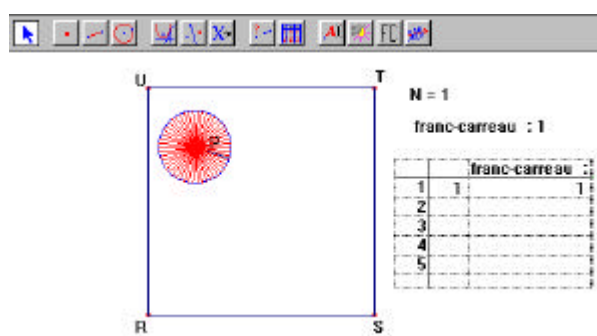 U T
N = 1
franc-carreau : 1
P
franc-carreau :
1 1 1
2
3
4
5
R S